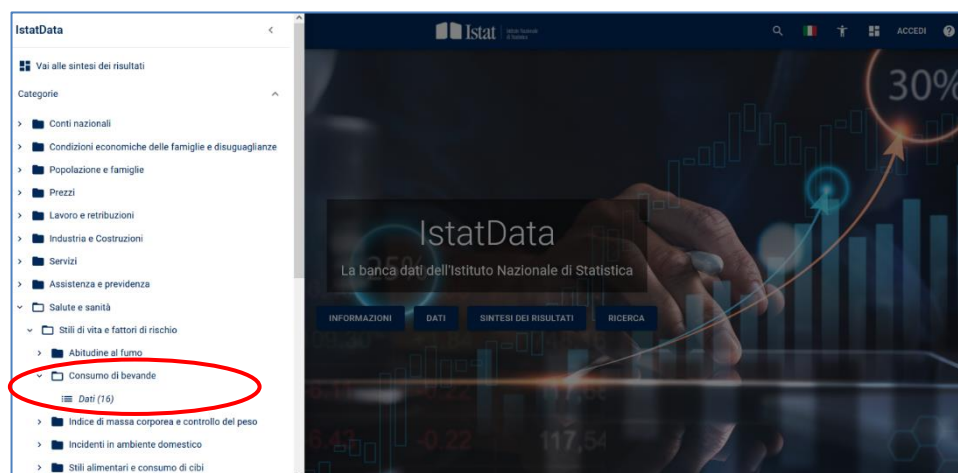 IstatData
Vai alle sintesi dei risultati
Categorie
Conti nazionali
Condizioni economiche delle famiglie e disuguaglianze
Popolazione e famiglie
Prezzi
Lavoro e retribuzioni
Industria e Costruzioni
Servizi
Assistenza e previdenza
Salute e sanità
Stili di vita e fattori di rischio
Abitudine al fumo
Consumo di bevande
Dati (16)
Indice di massa corporea e controllo del peso
Incidenti in ambiente domestico
Stili alimentari e consumo di cibi
Istat
ACCEDI
30%
25%
IstatData
La banca dati dell'Istituto Nazionale di Statistica
INFORMAZIONI
DATI
SINTESI DEI RISULTATI
RICERCA
-0.22
117,54